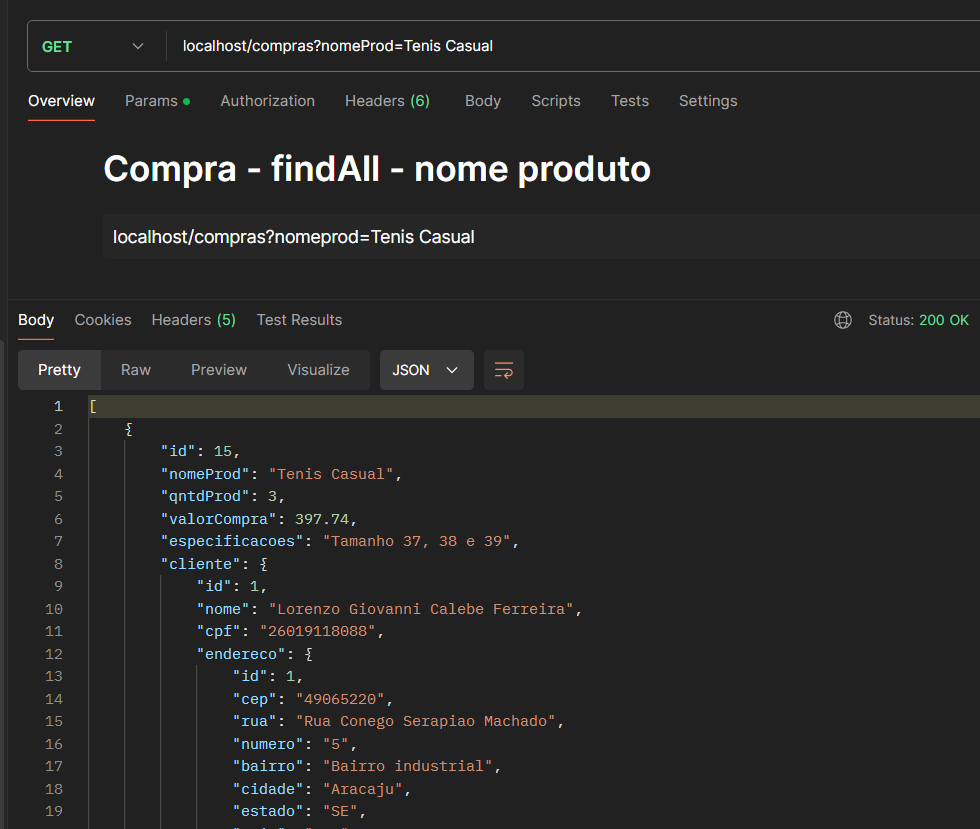 GET localhost/compras?nomeProd=Tenis Casual
Overview Params Authorization Headers (6) Body Scripts Tests Settings
Compra - findAll - nome produto
localhost/compras?nomeprod=Tenis Casual
Body Cookies Headers (5) Test Results Status: 200 OK
Pretty Raw Preview Visualize JSON
1 [
2 {
3 "id": 15,
4 "nomeProd": "Tenis Casual",
5 "qntdProd": 3,
6 "valorCompra": 397.74,
7 "especificacoes": "Tamanho 37, 38 e 39",
8 "cliente": {
9 "id": 1,
10 "nome": "Lorenzo Giovanni Calebe Ferreira",
11 "cpf": "26019118088",
12 "endereco": {
13 "id": 1,
14 "cep": "49065220",
15 "rua": "Rua Conego Serapiao Machado",
16 "numero": "5",
17 "bairro": "Bairro industrial",
18 "cidade": "Aracaju",
19 "estado": "SE",